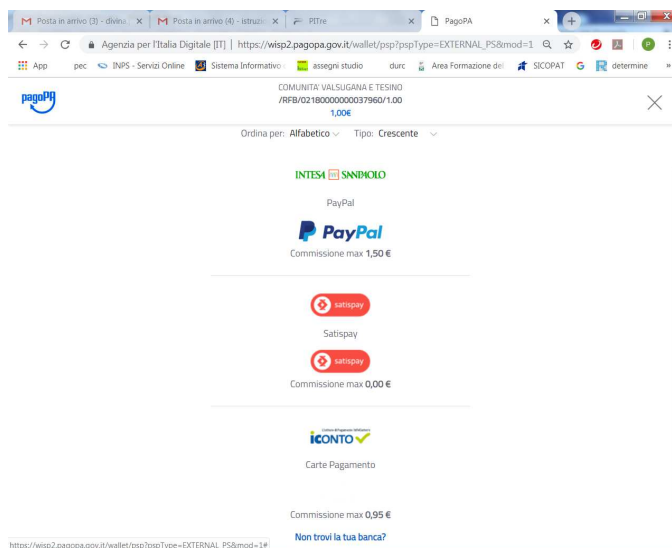 Posta in arrivo (3) - divina
Posta in arrivo (4) - istruzio
PITre
PagoPA
Agenzia per l'Italia Digitale [IT] | https://wisp2.pagopa.gov.it/wallet/psp?pspType=EXTERNAL_PS&mod=1
App pec INPS - Servizi Online Sistema Informativo assegni studio durc Area Formazione del SICOPAT determine »
pagoPA
COMUNITA' VALSUGANA E TESINO
/RFB/02180000000037960/1.00
1,00€
Ordina per: Alfabetico Tipo: Crescente
INTESA SANPAOLO
PayPal
PayPal
Commissione max 1,50 €
satispay
Satispay
satispay
Commissione max 0,00 €
iCONTO
Carte Pagamento
Commissione max 0,95 €
Non trovi la tua banca?
https://wisp2.pagopa.gov.it/wallet/psp?pspType=EXTERNAL_PS&mod=1#